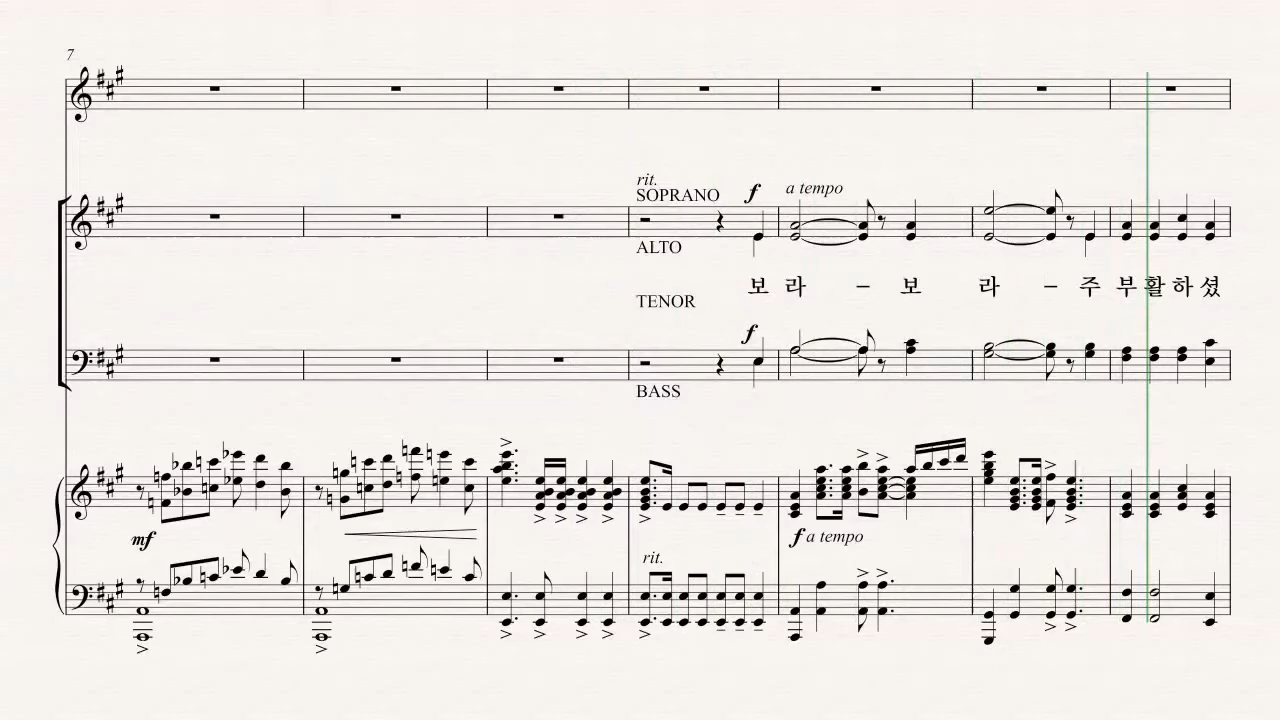 7
rit.
SOPRANO
f
a tempo
ALTO
보 라 – 보 라 – 주 부 활 하 셨
TENOR
f
BASS
mf
f a tempo
rit.